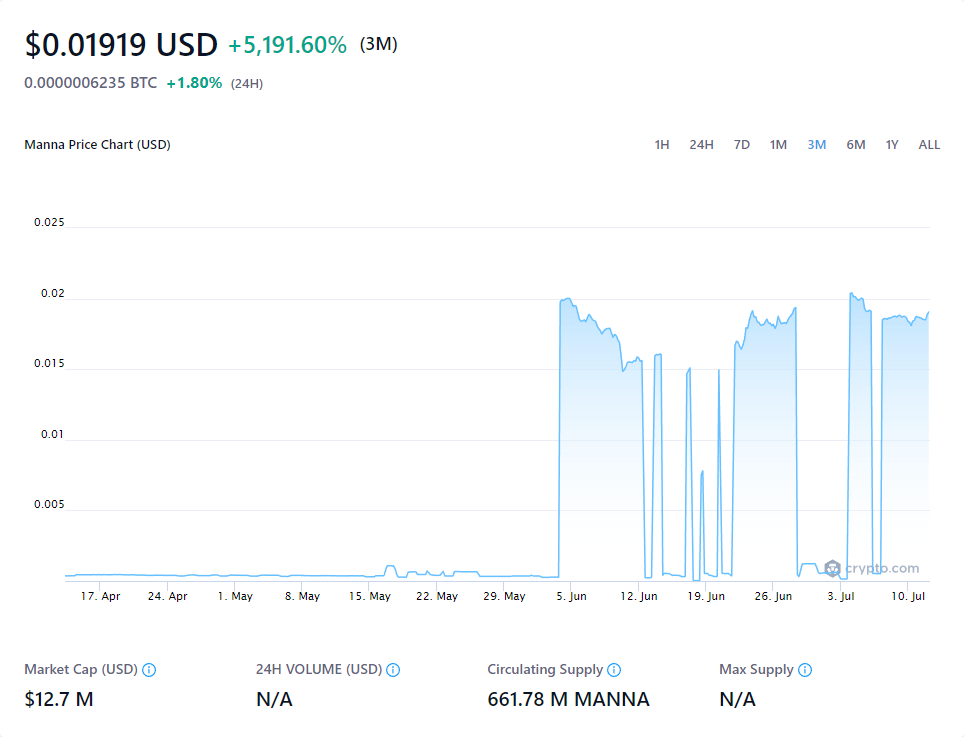 $0.01919 USD +5,191.60% (3M)
0.0000006235 BTC +1.80% (24H)
Manna Price Chart (USD) 1H 24H 7D 1M 3M 6M 1Y ALL
0.025
0.02
0.015
0.01
0.005
crypto.com
17. Apr 24. Apr 1. May 8. May 15. May 22. May 29. May 5. Jun 12. Jun 19. Jun 26. Jun 3. Jul 10. Jul
Market Cap (USD) 24H VOLUME (USD) Circulating Supply Max Supply
$12.7 M N/A 661.78 M MANNA N/A